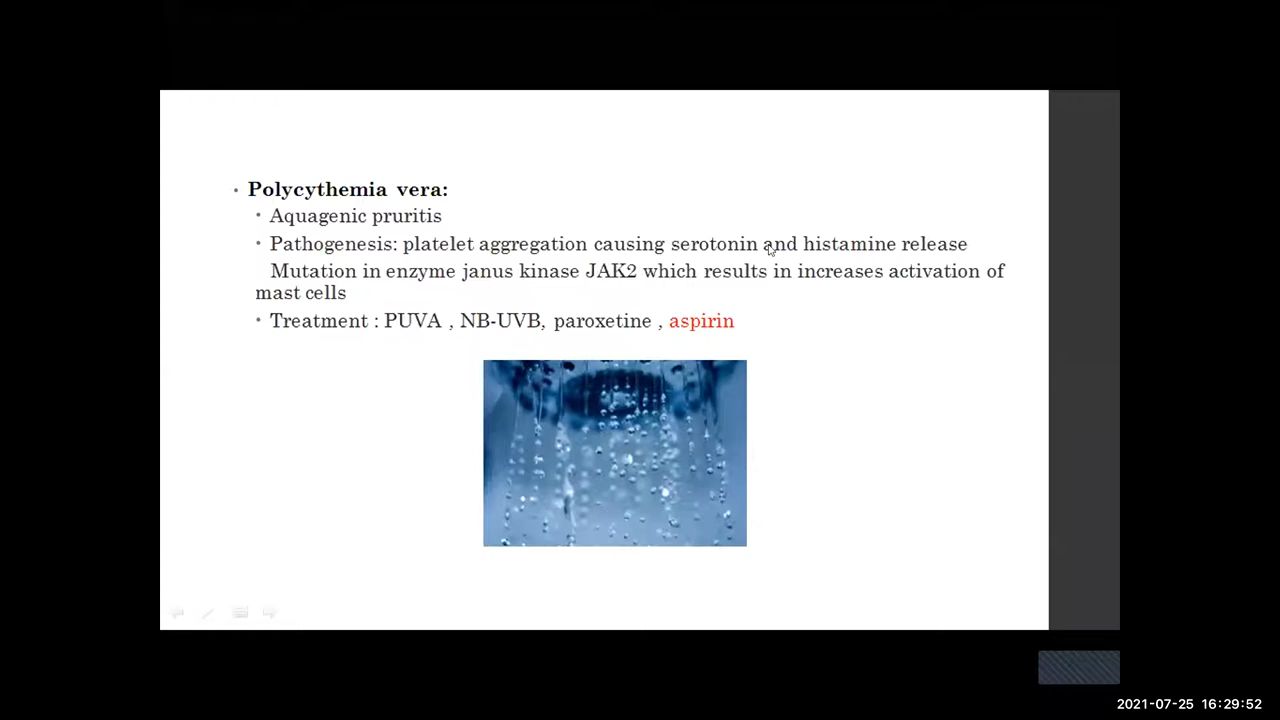 Polycythemia vera:
Aquagenic pruritis
Pathogenesis: platelet aggregation causing serotonin and histamine release
Mutation in enzyme janus kinase JAK2 which results in increases activation of
mast cells
Treatment : PUVA , NB-UVB, paroxetine , aspirin
2021-07-25 16:29:52